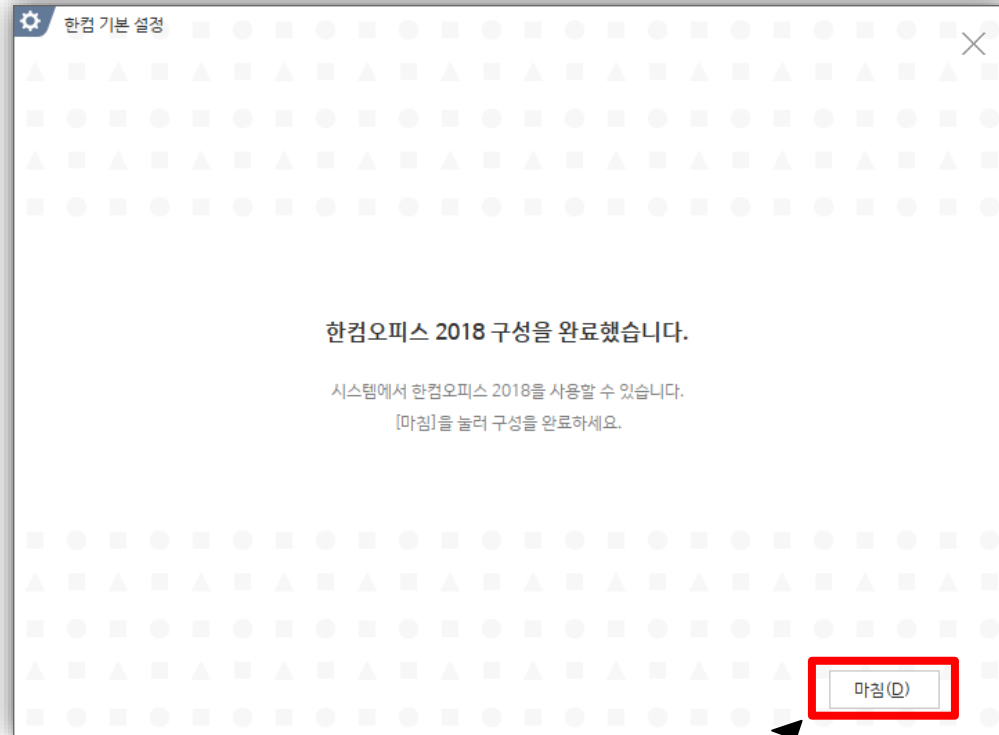 한컴 기본 설정
한컴오피스 2018 구성을 완료했습니다.
시스템에서 한컴오피스 2018을 사용할 수 있습니다.
[마침]을 눌러 구성을 완료하세요.
마침(D)